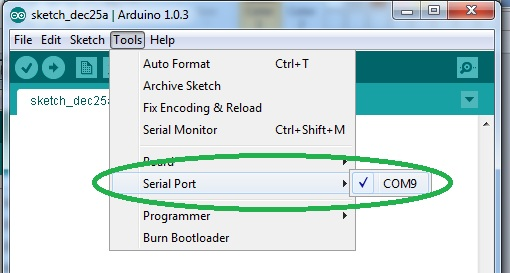 sketch_dec25a | Arduino 1.0.3
File Edit Sketch Tools Help
sketch_dec25a
Auto Format Ctrl+T
Archive Sketch
Fix Encoding & Reload
Serial Monitor Ctrl+Shift+M
Board
Serial Port COM9
Programmer
Burn Bootloader